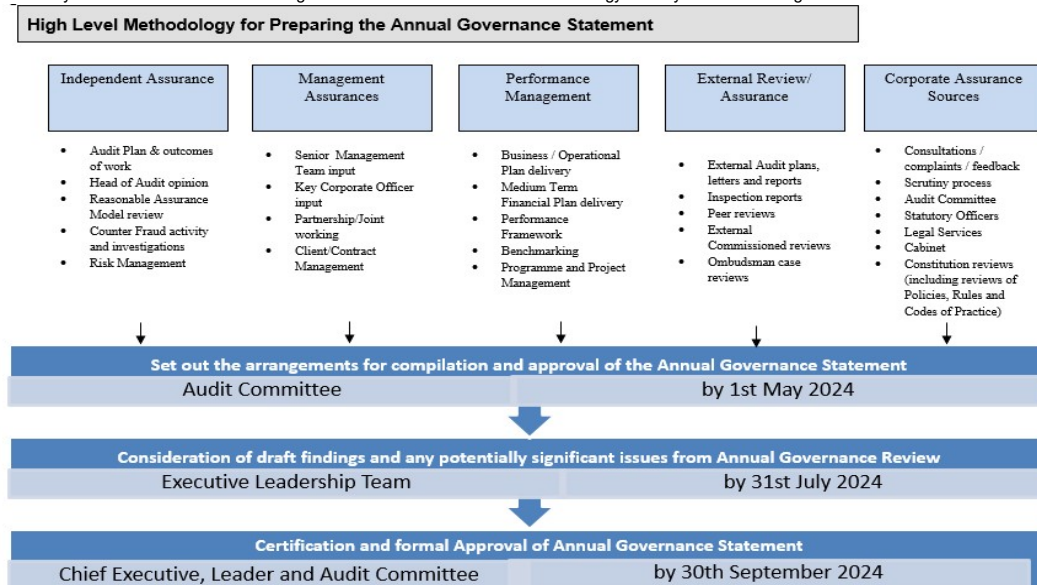 High Level Methodology for Preparing the Annual Governance Statement
Independent Assurance
Management
Assurances
Performance
Management
External Review/
Assurance
Corporate Assurance
Sources
• Audit Plan & outcomes
of work
• Head of Audit opinion
• Reasonable Assurance
Model review
• Counter Fraud activity
and investigations
• Risk Management
• Senior Management
Team input
• Key Corporate Officer
input
• Partnership/Joint
working
• Client/Contract
Management
• Business / Operational
Plan delivery
• Medium Term
Financial Plan delivery
• Performance
Framework
• Benchmarking
• Programme and Project
Management
• External Audit plans,
letters and reports
• Inspection reports
• Peer reviews
• External
Commissioned reviews
• Ombudsman case
reviews
• Consultations /
complaints / feedback
• Scrutiny process
• Audit Committee
• Statutory Officers
• Legal Services
• Cabinet
• Constitution reviews
(including reviews of
Policies, Rules and
Codes of Practice)
Set out the arrangements for compilation and approval of the Annual Governance Statement
Audit Committee
by 1st May 2024
Consideration of draft findings and any potentially significant issues from Annual Governance Review
Executive Leadership Team
by 31st July 2024
Certification and formal Approval of Annual Governance Statement
Chief Executive, Leader and Audit Committee
by 30th September 2024